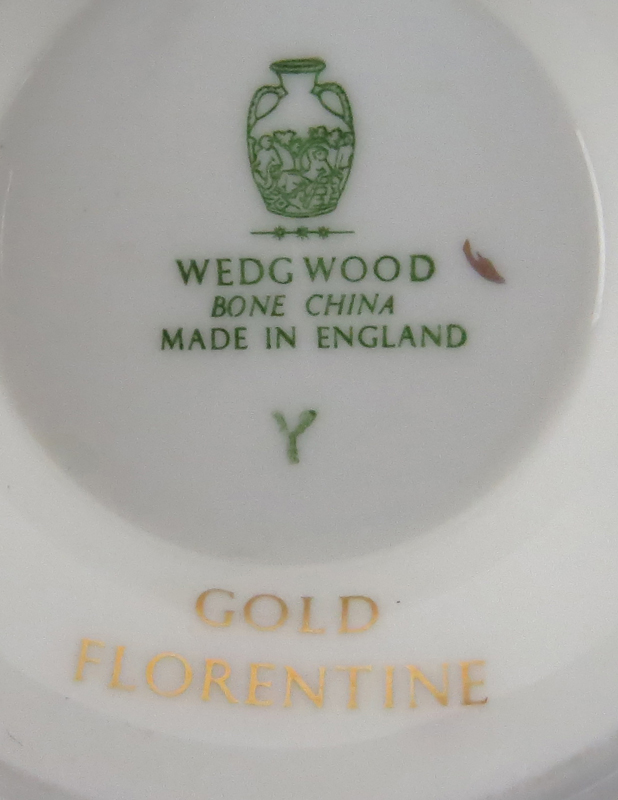 WEDGWOOD
BONE CHINA
MADE IN ENGLAND
Y
GOLD
FLORENTINE